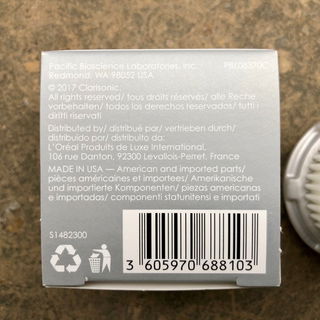 Pacific Bioscience Laboratories, Inc. PBL08370C
Redmond, WA 98052 USA
© 2017 Clarisonic.
All rights reserved/ tous droits réservés/ alle Reche
vorbehalten/ todos los derechos reservados/ tutti i
diritti riservati
Distributed by/ distribué par/ vertrieben durch/
distribuido por/ distribuito da:
L'Oréal Produits de Luxe International,
106 rue Danton, 92300 Levallois-Perret, France
MADE IN USA — American and imported parts/
pièces américaines et importées/ Amerikanische
und importierte Komponenten/ piezas americanas
e importadas/ componenti statunitensi e importati
S1482300
3 605970 688103